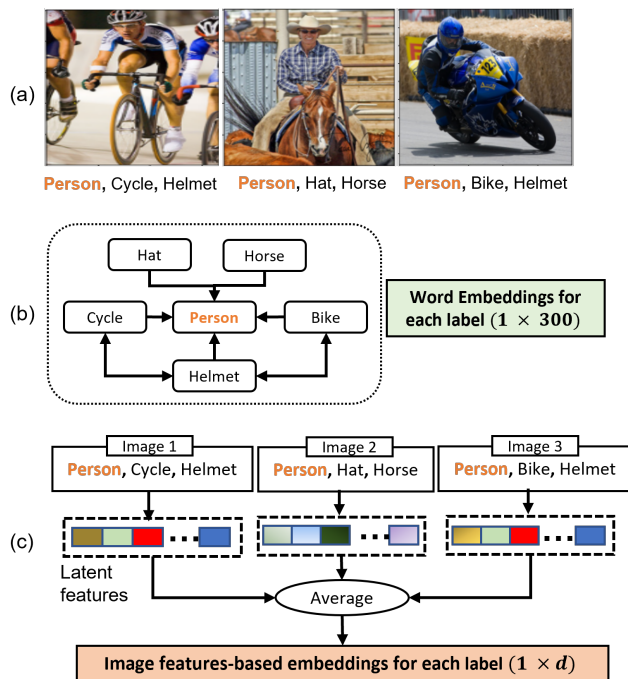 (a)
Person, Cycle, Helmet
Person, Hat, Horse
Person, Bike, Helmet
(b)
Hat
Horse
Cycle
Person
Bike
Helmet
Word Embeddings for
each label (1 × 300)
(c)
Image 1
Person, Cycle, Helmet
Image 2
Person, Hat, Horse
Image 3
Person, Bike, Helmet
Latent
features
Average
Image features-based embeddings for each label (1 × d)